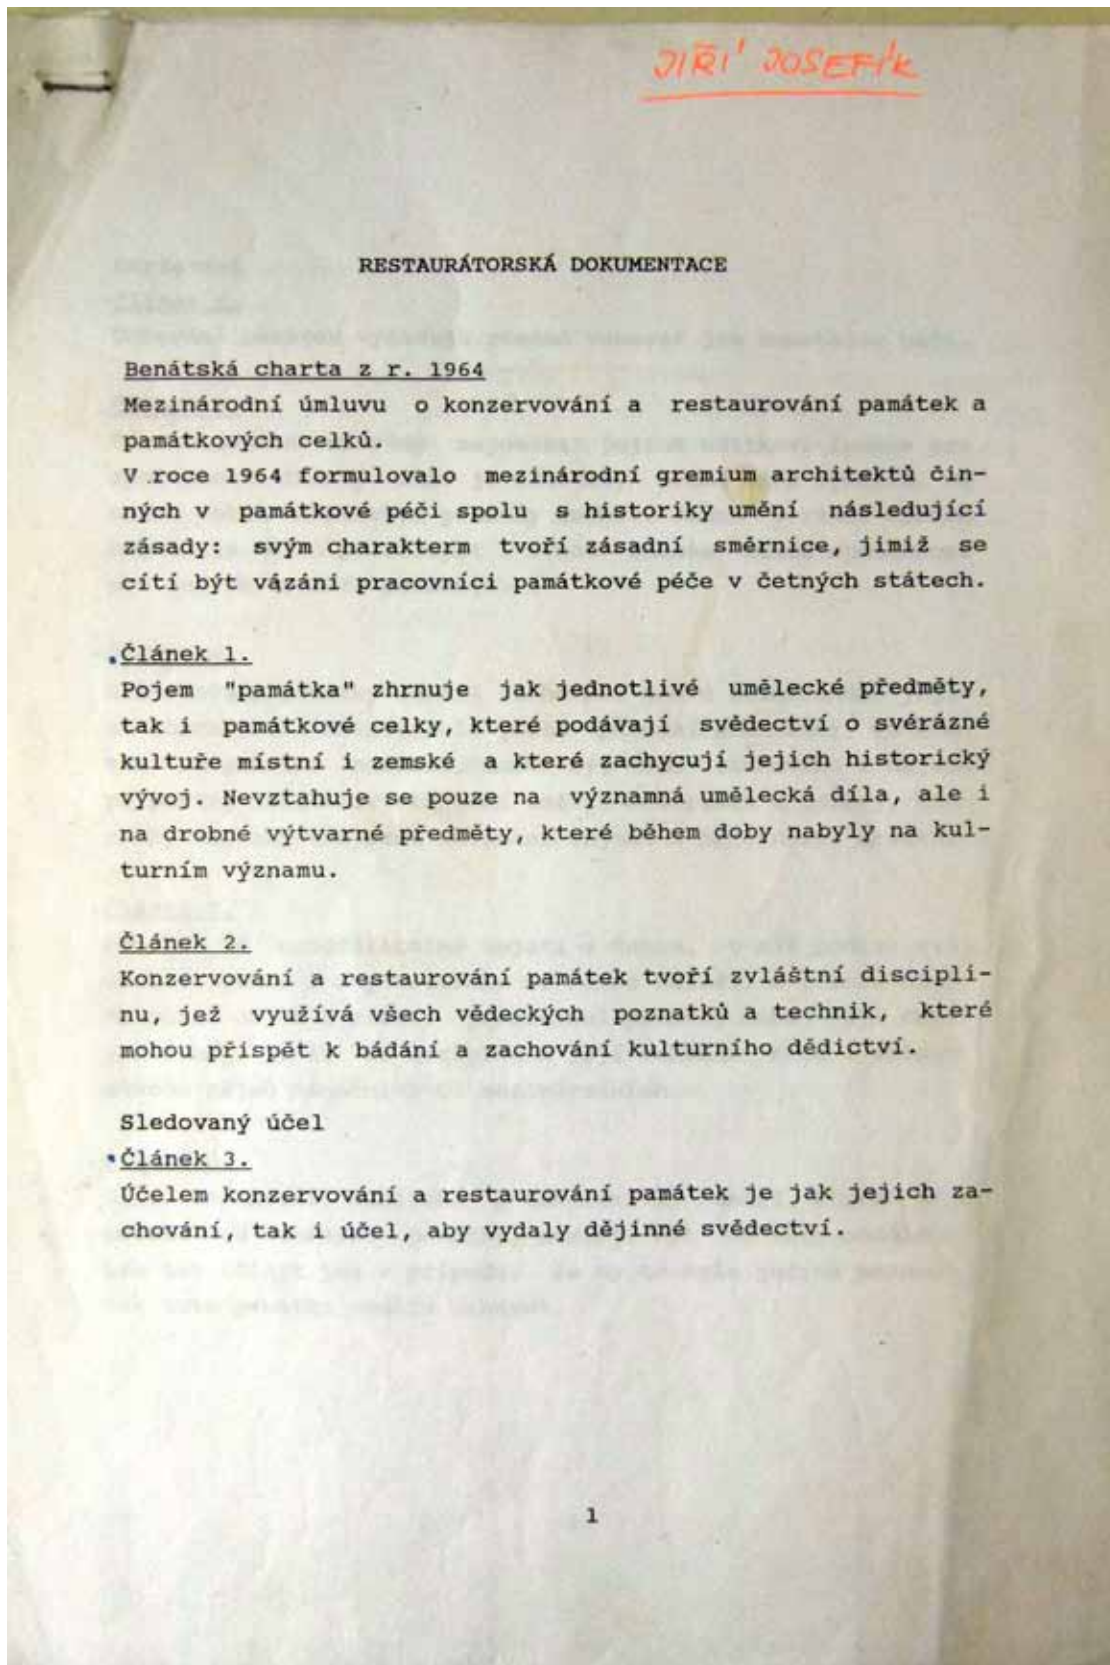 JIŘÍ JOSEFÍK
RESTAURÁTORSKÁ DOKUMENTACE
Benátská charta z r. 1964
Mezinárodní úmluvu o konzervování a restaurování památek a
památkových celků.
V roce 1964 formulovalo mezinárodní gremium architektů čin-
ných v památkové péči spolu s historiky umění následující
zásady: svým charakterm tvoří zásadní směrnice, jimiž se
cítí být vázáni pracovníci památkové péče v četných státech.
Článek 1.
Pojem "památka" zhrnuje jak jednotlivé umělecké předměty,
tak i památkové celky, které podávají svědectví o svérázné
kultuře místní i zemské a které zachycují jejich historický
vývoj. Nevztahuje se pouze na významná umělecká díla, ale i
na drobné výtvarné předměty, které během doby nabyly na kul-
turním významu.
Článek 2.
Konzervování a restaurování památek tvoří zvláštní disciplí-
nu, jež využívá všech vědeckých poznatků a technik, které
mohou přispět k bádání a zachování kulturního dědictví.
Sledovaný účel
Článek 3.
Účelem konzervování a restaurování památek je jak jejich za-
chování, tak i účel, aby vydaly dějinné svědectví.
1